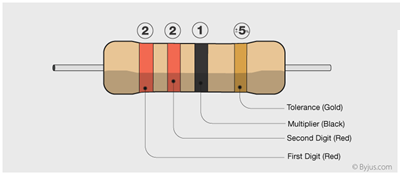 2 2 1 5%
Tolerance (Gold)
Multiplier (Black)
Second Digit (Red)
First Digit (Red)
© Byjus.com